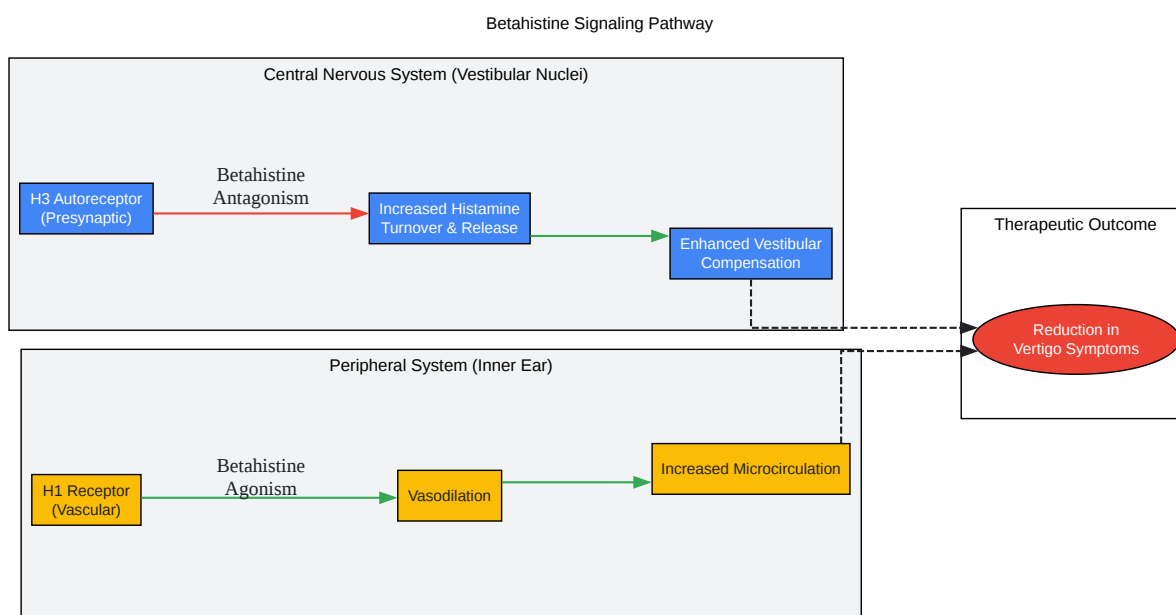 Betahistine Signaling Pathway
Central Nervous System (Vestibular Nuclei)
H3 Autoreceptor
(Presynaptic)
Betahistine
Antagonism
Increased Histamine
Turnover & Release
Enhanced Vestibular
Compensation
Therapeutic Outcome
Reduction in
Vertigo Symptoms
Peripheral System (Inner Ear)
H1 Receptor
(Vascular)
Betahistine
Agonism
Vasodilation
Increased Microcirculation